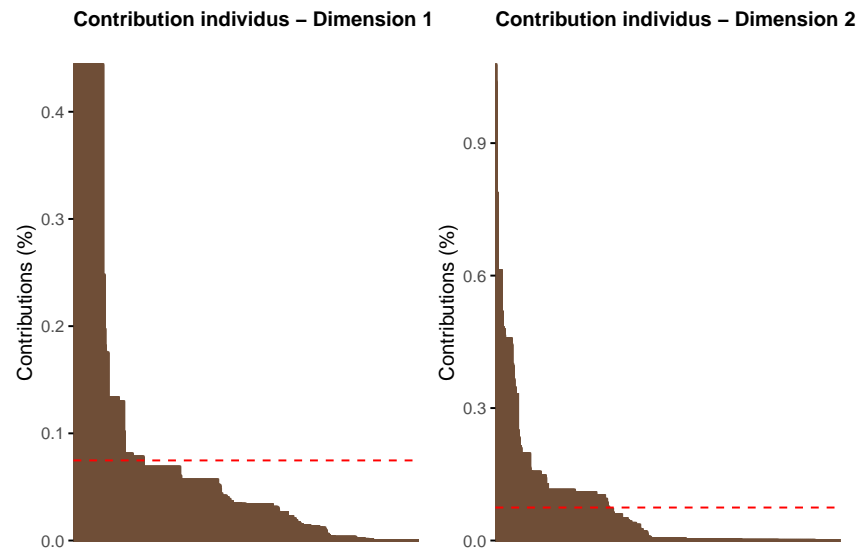 Contribution individus – Dimension 1
Contributions (%)
0.4
0.3
0.2
0.1
0.0
Contribution individus – Dimension 2
Contributions (%)
0.9
0.6
0.3
0.0